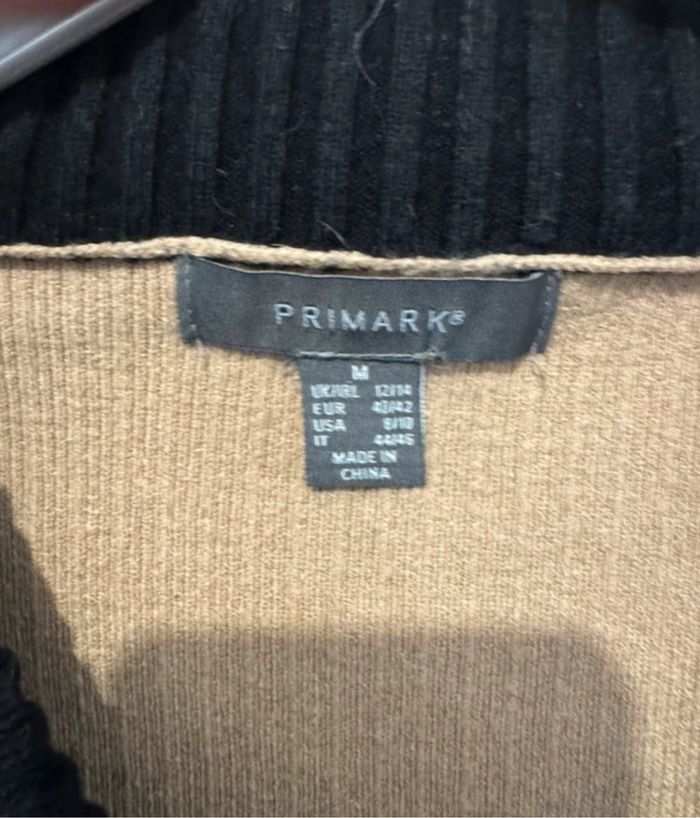 PRIMARK®
M
UK/IRL 12/14
EUR 40/42
USA 8/10
IT 44/46
MADE IN
CHINA